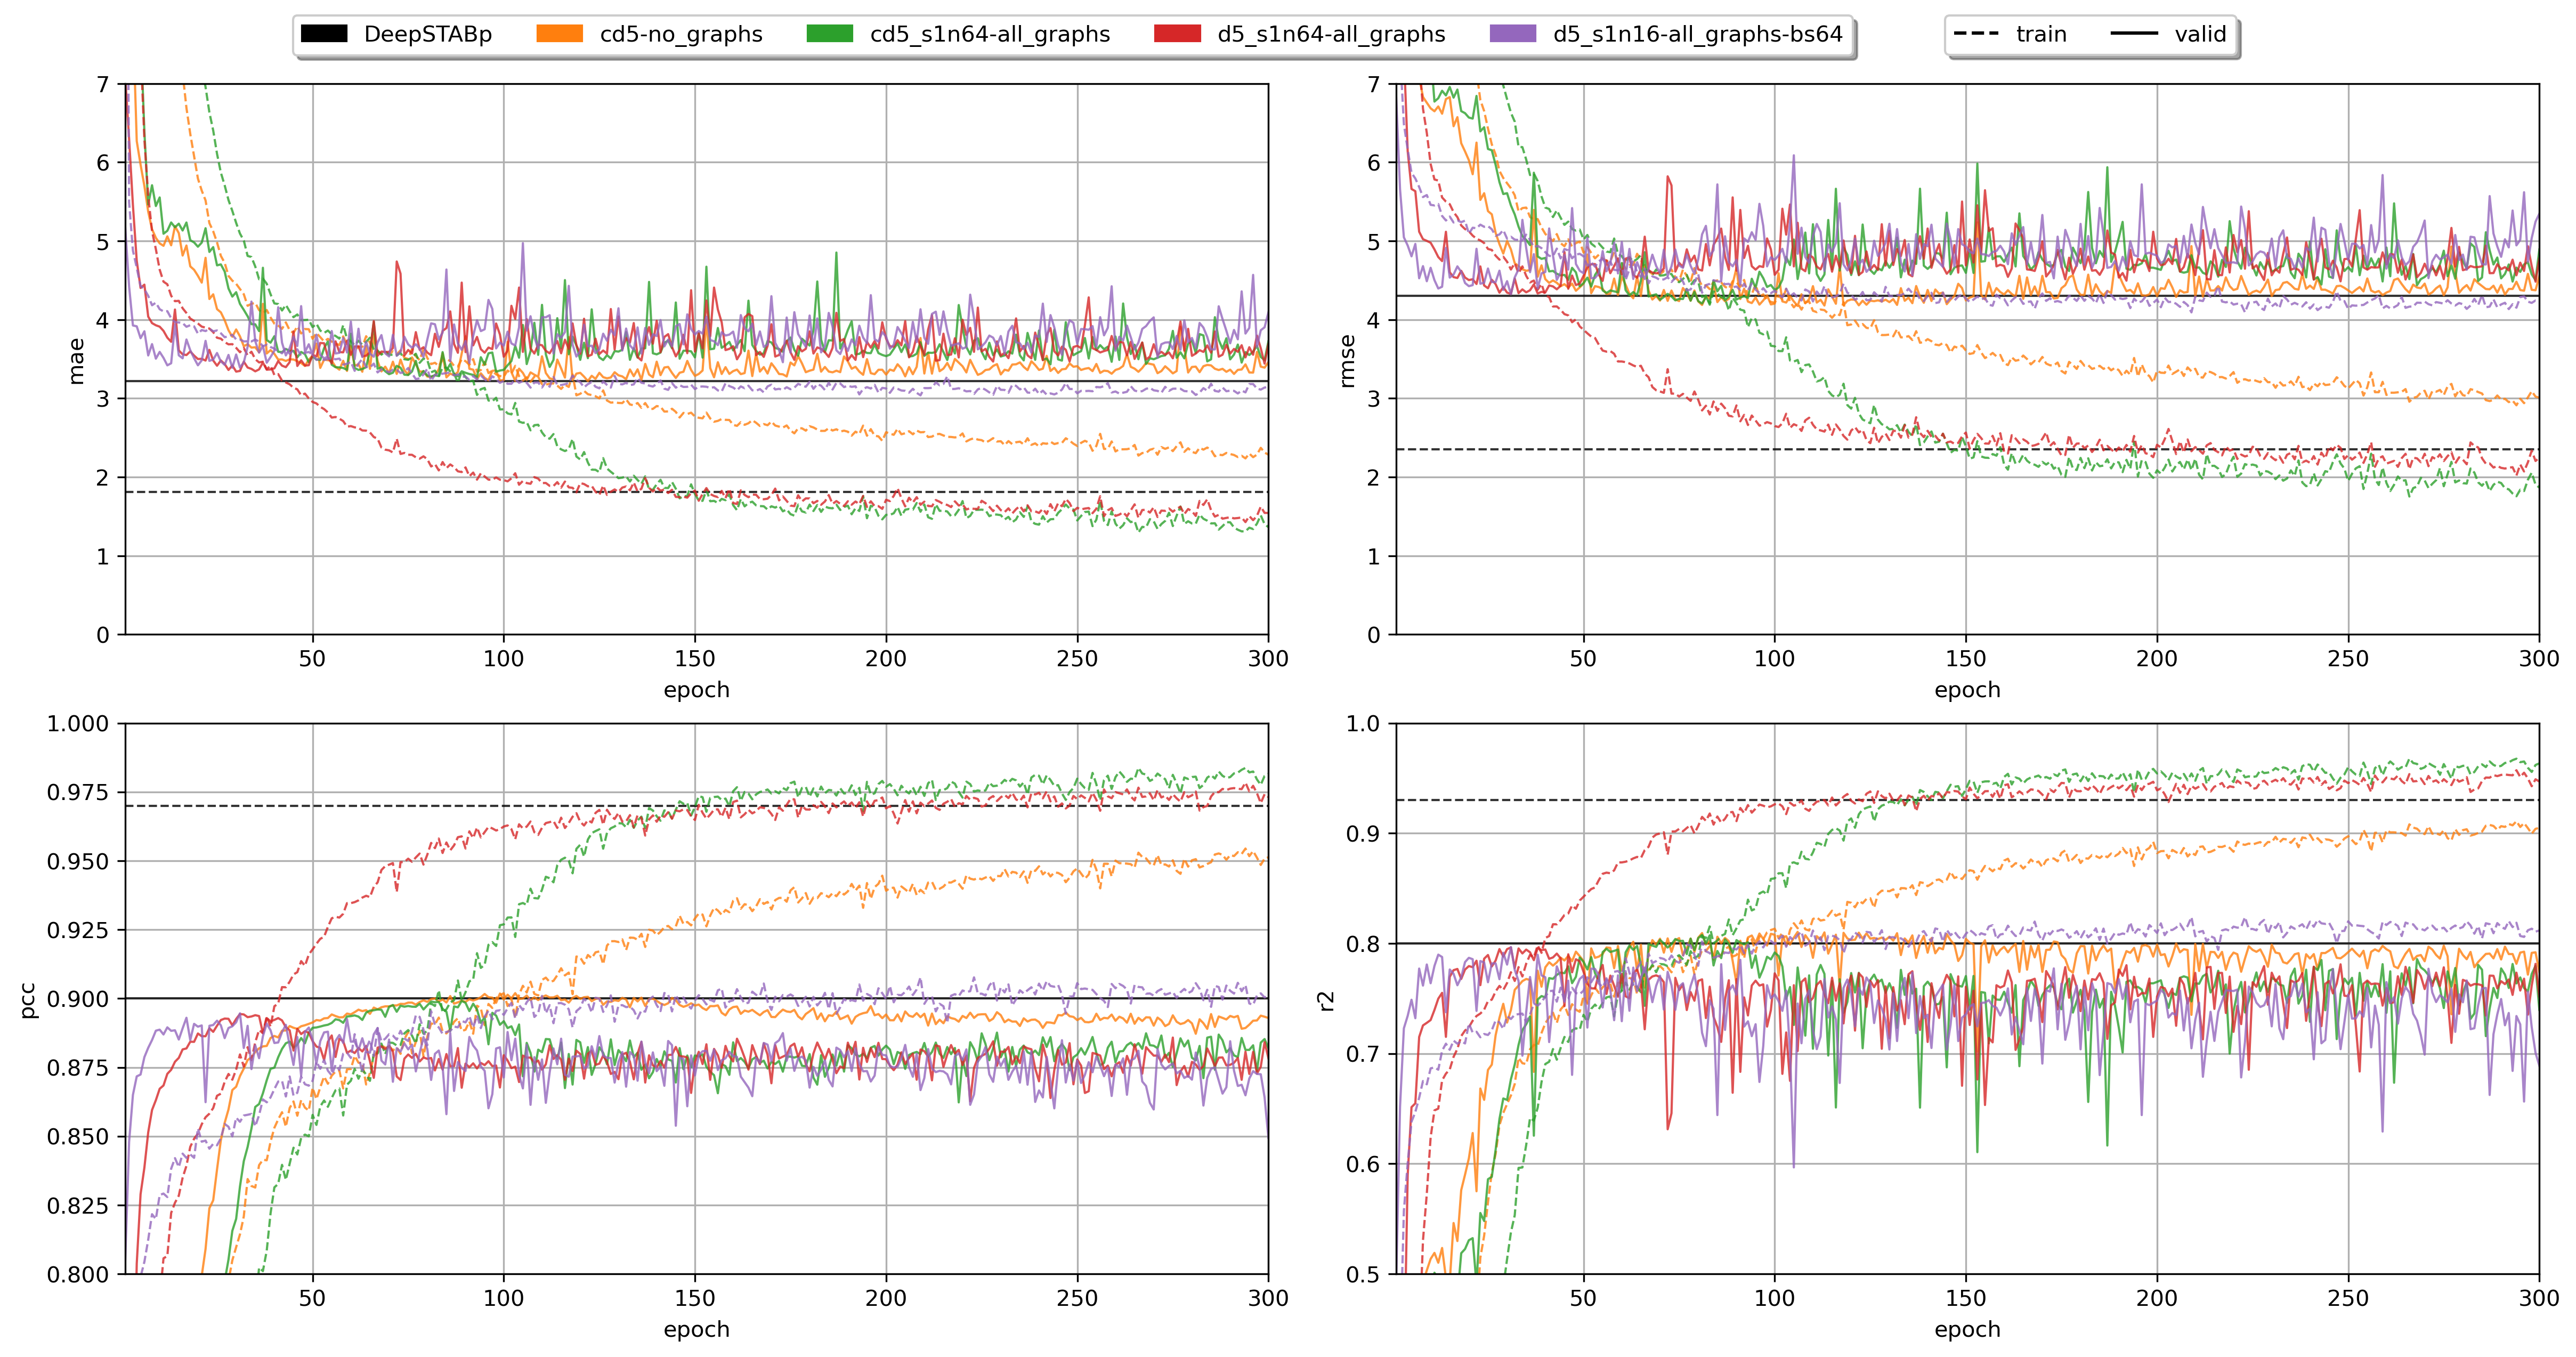 DeepSTABp cd5-no_graphs cd5_s1n64-all_graphs d5_s1n64-all_graphs d5_s1n16-all_graphs-bs64 train valid
7
6
5
4
3
2
1
0
mae
50 100 150 200 250 300
epoch
7
6
5
4
3
2
1
0
rmse
50 100 150 200 250 300
epoch
1.000
0.975
0.950
0.925
0.900
0.875
0.850
0.825
0.800
pcc
50 100 150 200 250 300
epoch
1.0
0.9
0.8
0.7
0.6
0.5
r2
50 100 150 200 250 300
epoch